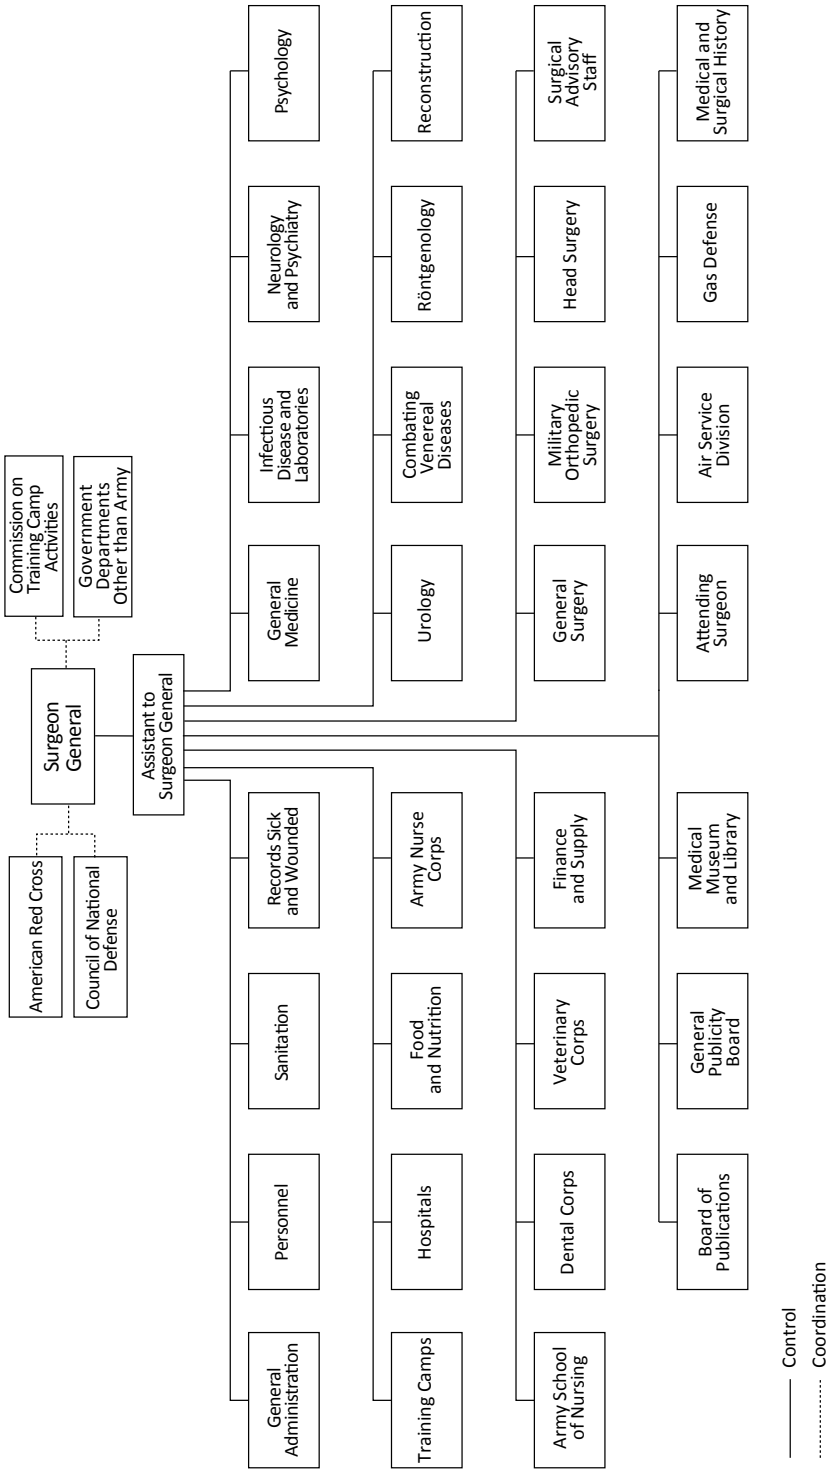 American Red Cross
Council of National
Defense
Surgeon
General
Commission on
Training Camp
Activities
Government
Departments
Other than Army
Assistant to
Surgeon General
General
Administration
Personnel
Sanitation
Records Sick
and Wounded
General
Medicine
Infectious
Disease and
Laboratories
Neurology
and Psychiatry
Psychology
Training Camps
Hospitals
Food
and Nutrition
Army Nurse
Corps
Urology
Combating
Venereal
Diseases
Röntgenology
Reconstruction
Army School
of Nursing
Dental Corps
Veterinary
Corps
Finance
and Supply
General
Surgery
Military
Orthopedic
Surgery
Head Surgery
Surgical
Advisory
Staff
Board of
Publications
General
Publicity
Board
Medical
Museum
and Library
Attending
Surgeon
Air Service
Division
Gas Defense
Medical and
Surgical History
Control
Coordination